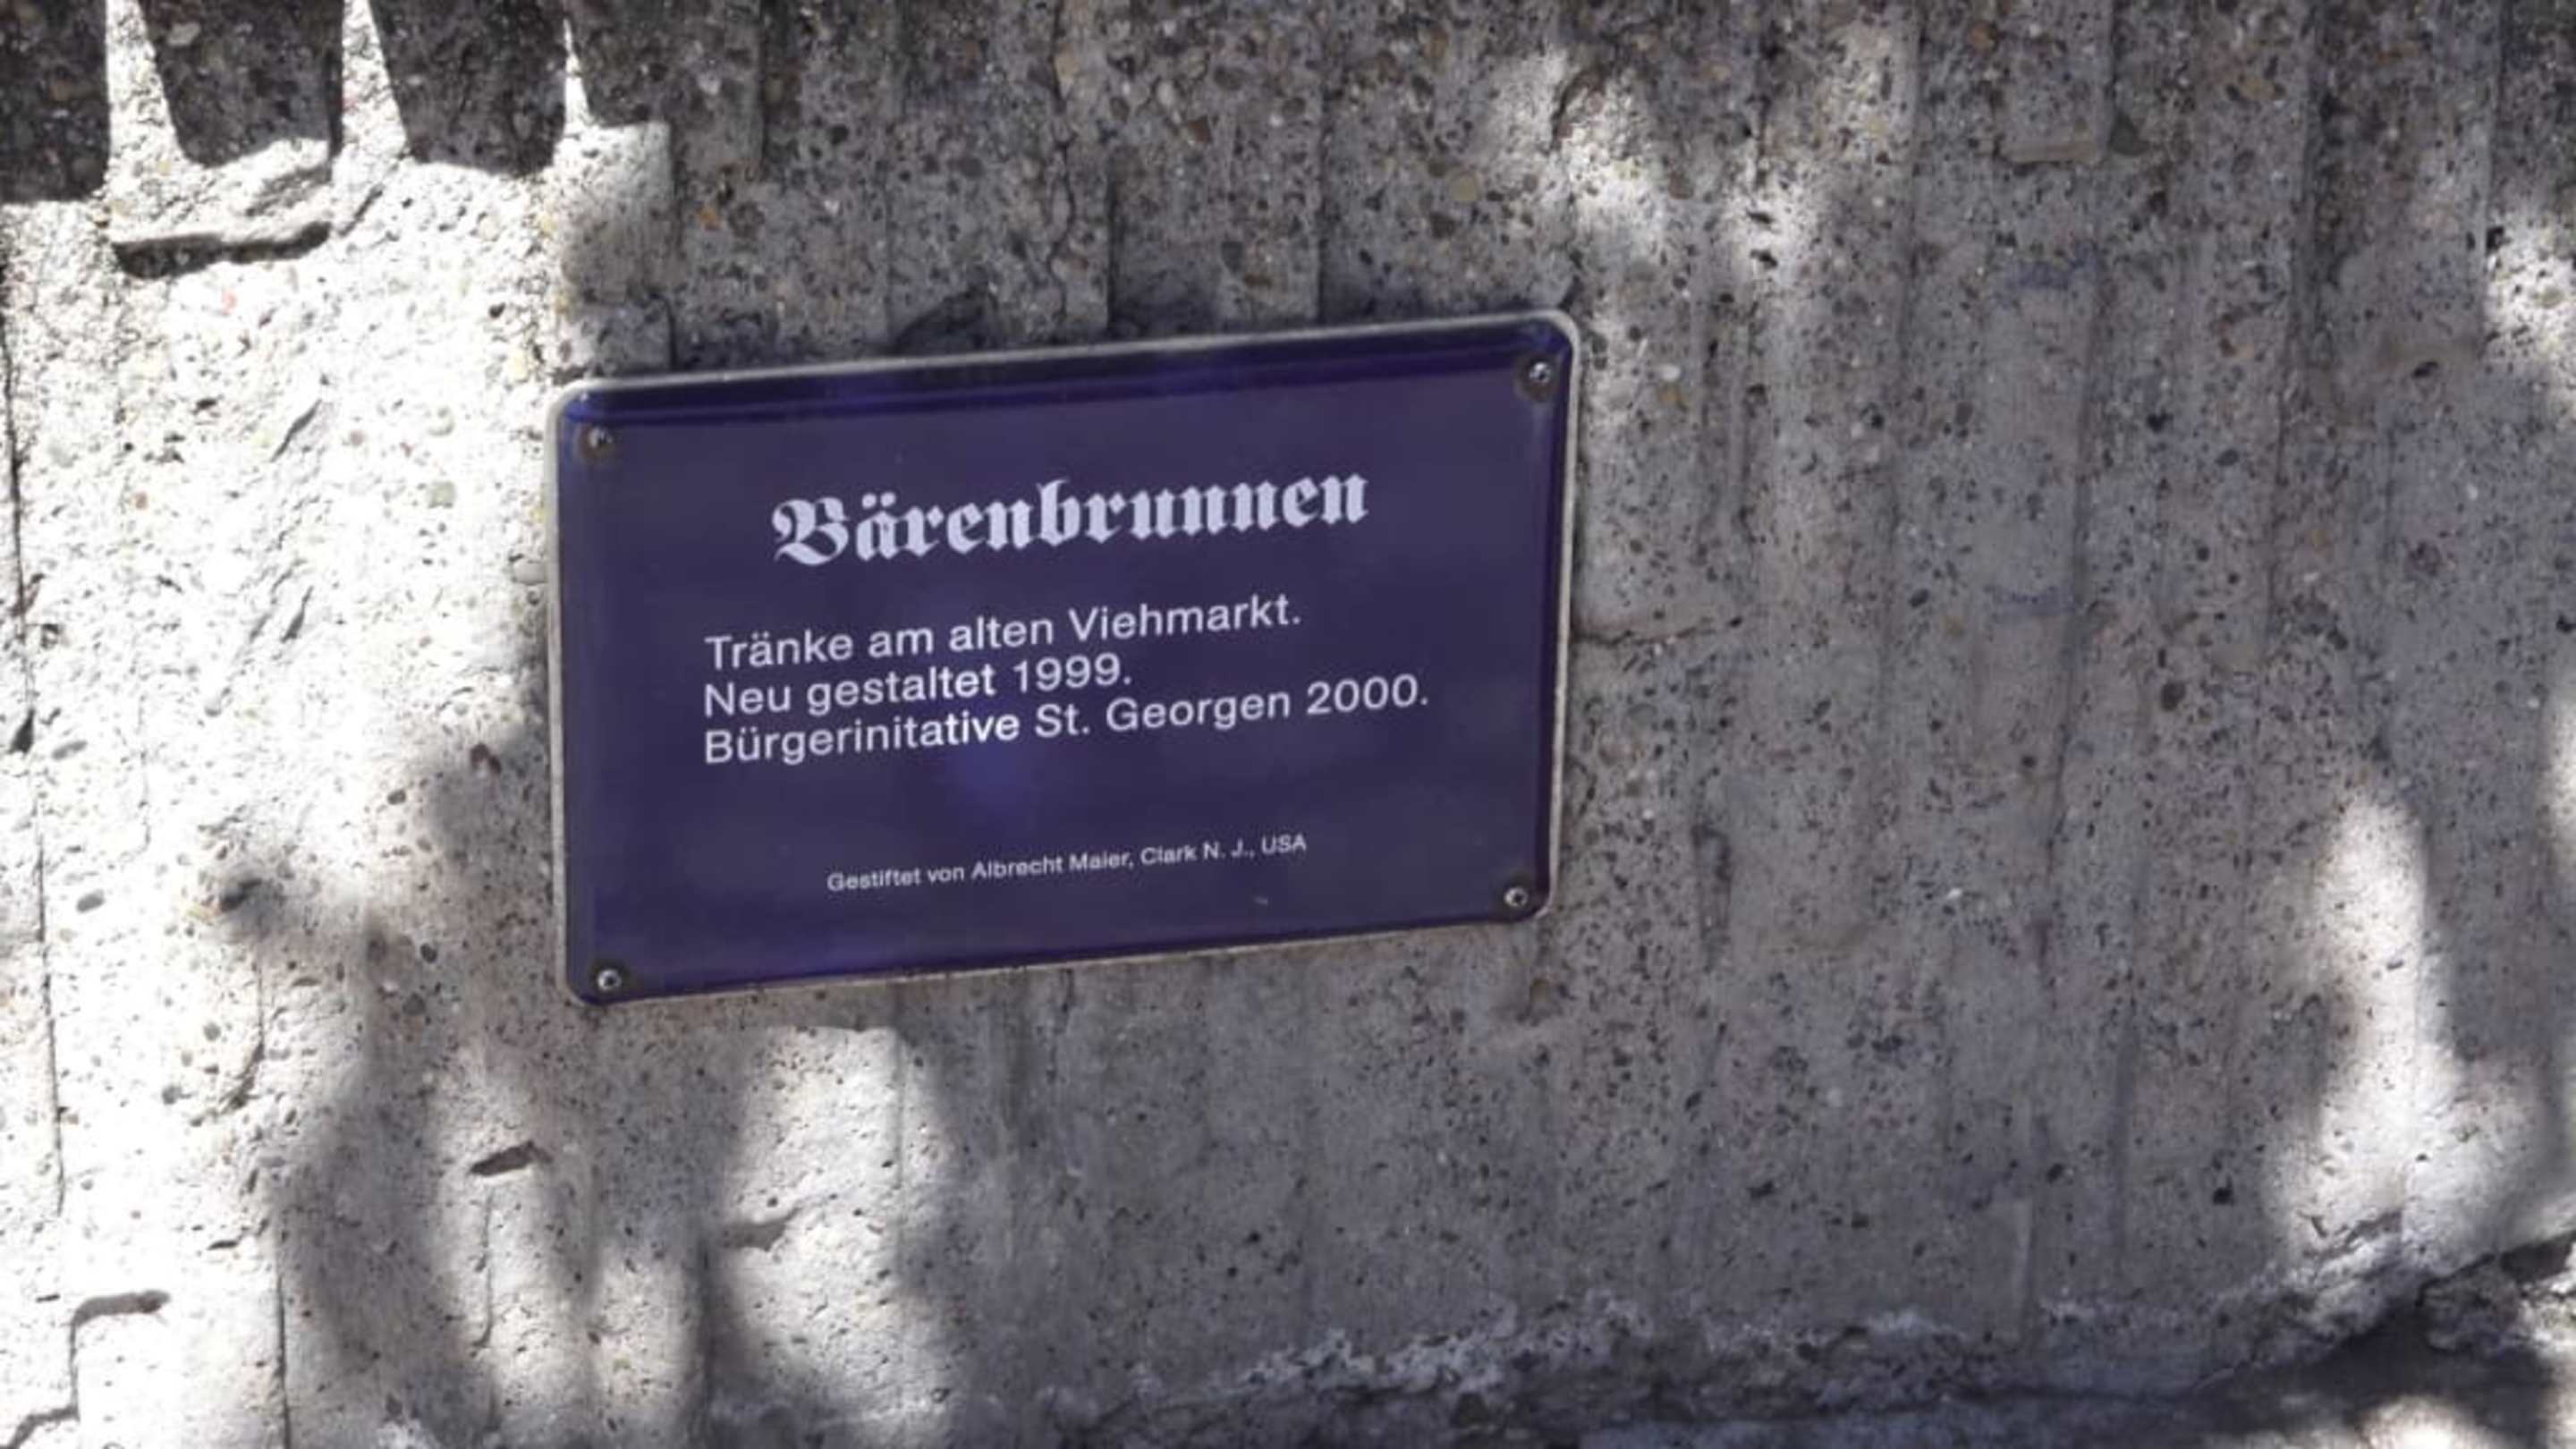 Bärenbrunnen
Tränke am alten Viehmarkt.
Neu gestaltet 1999.
Bürgerinitative St. Georgen 2000.
Gestiftet von Albrecht Maier, Clark N. J., USA